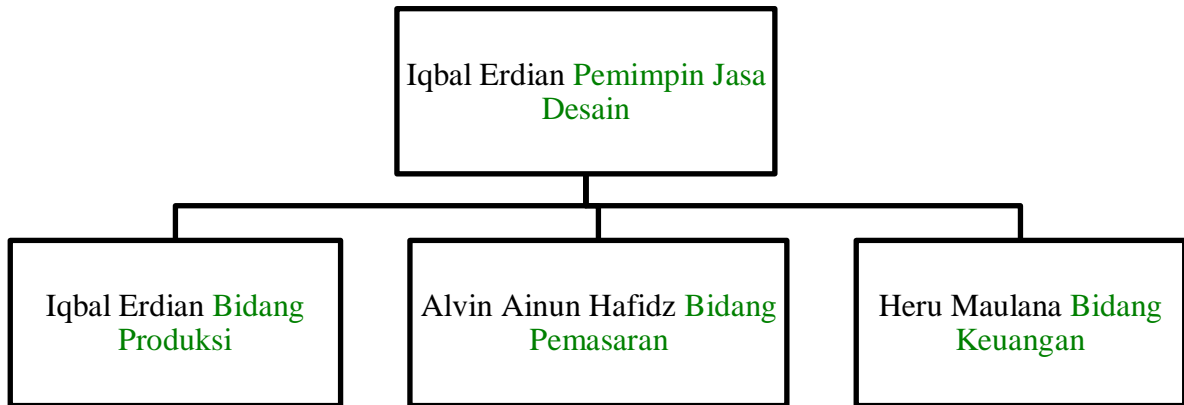 Iqbal Erdian Pemimpin Jasa
Desain
Iqbal Erdian Bidang
Produksi
Alvin Ainun Hafidz Bidang
Pemasaran
Heru Maulana Bidang
Keuangan